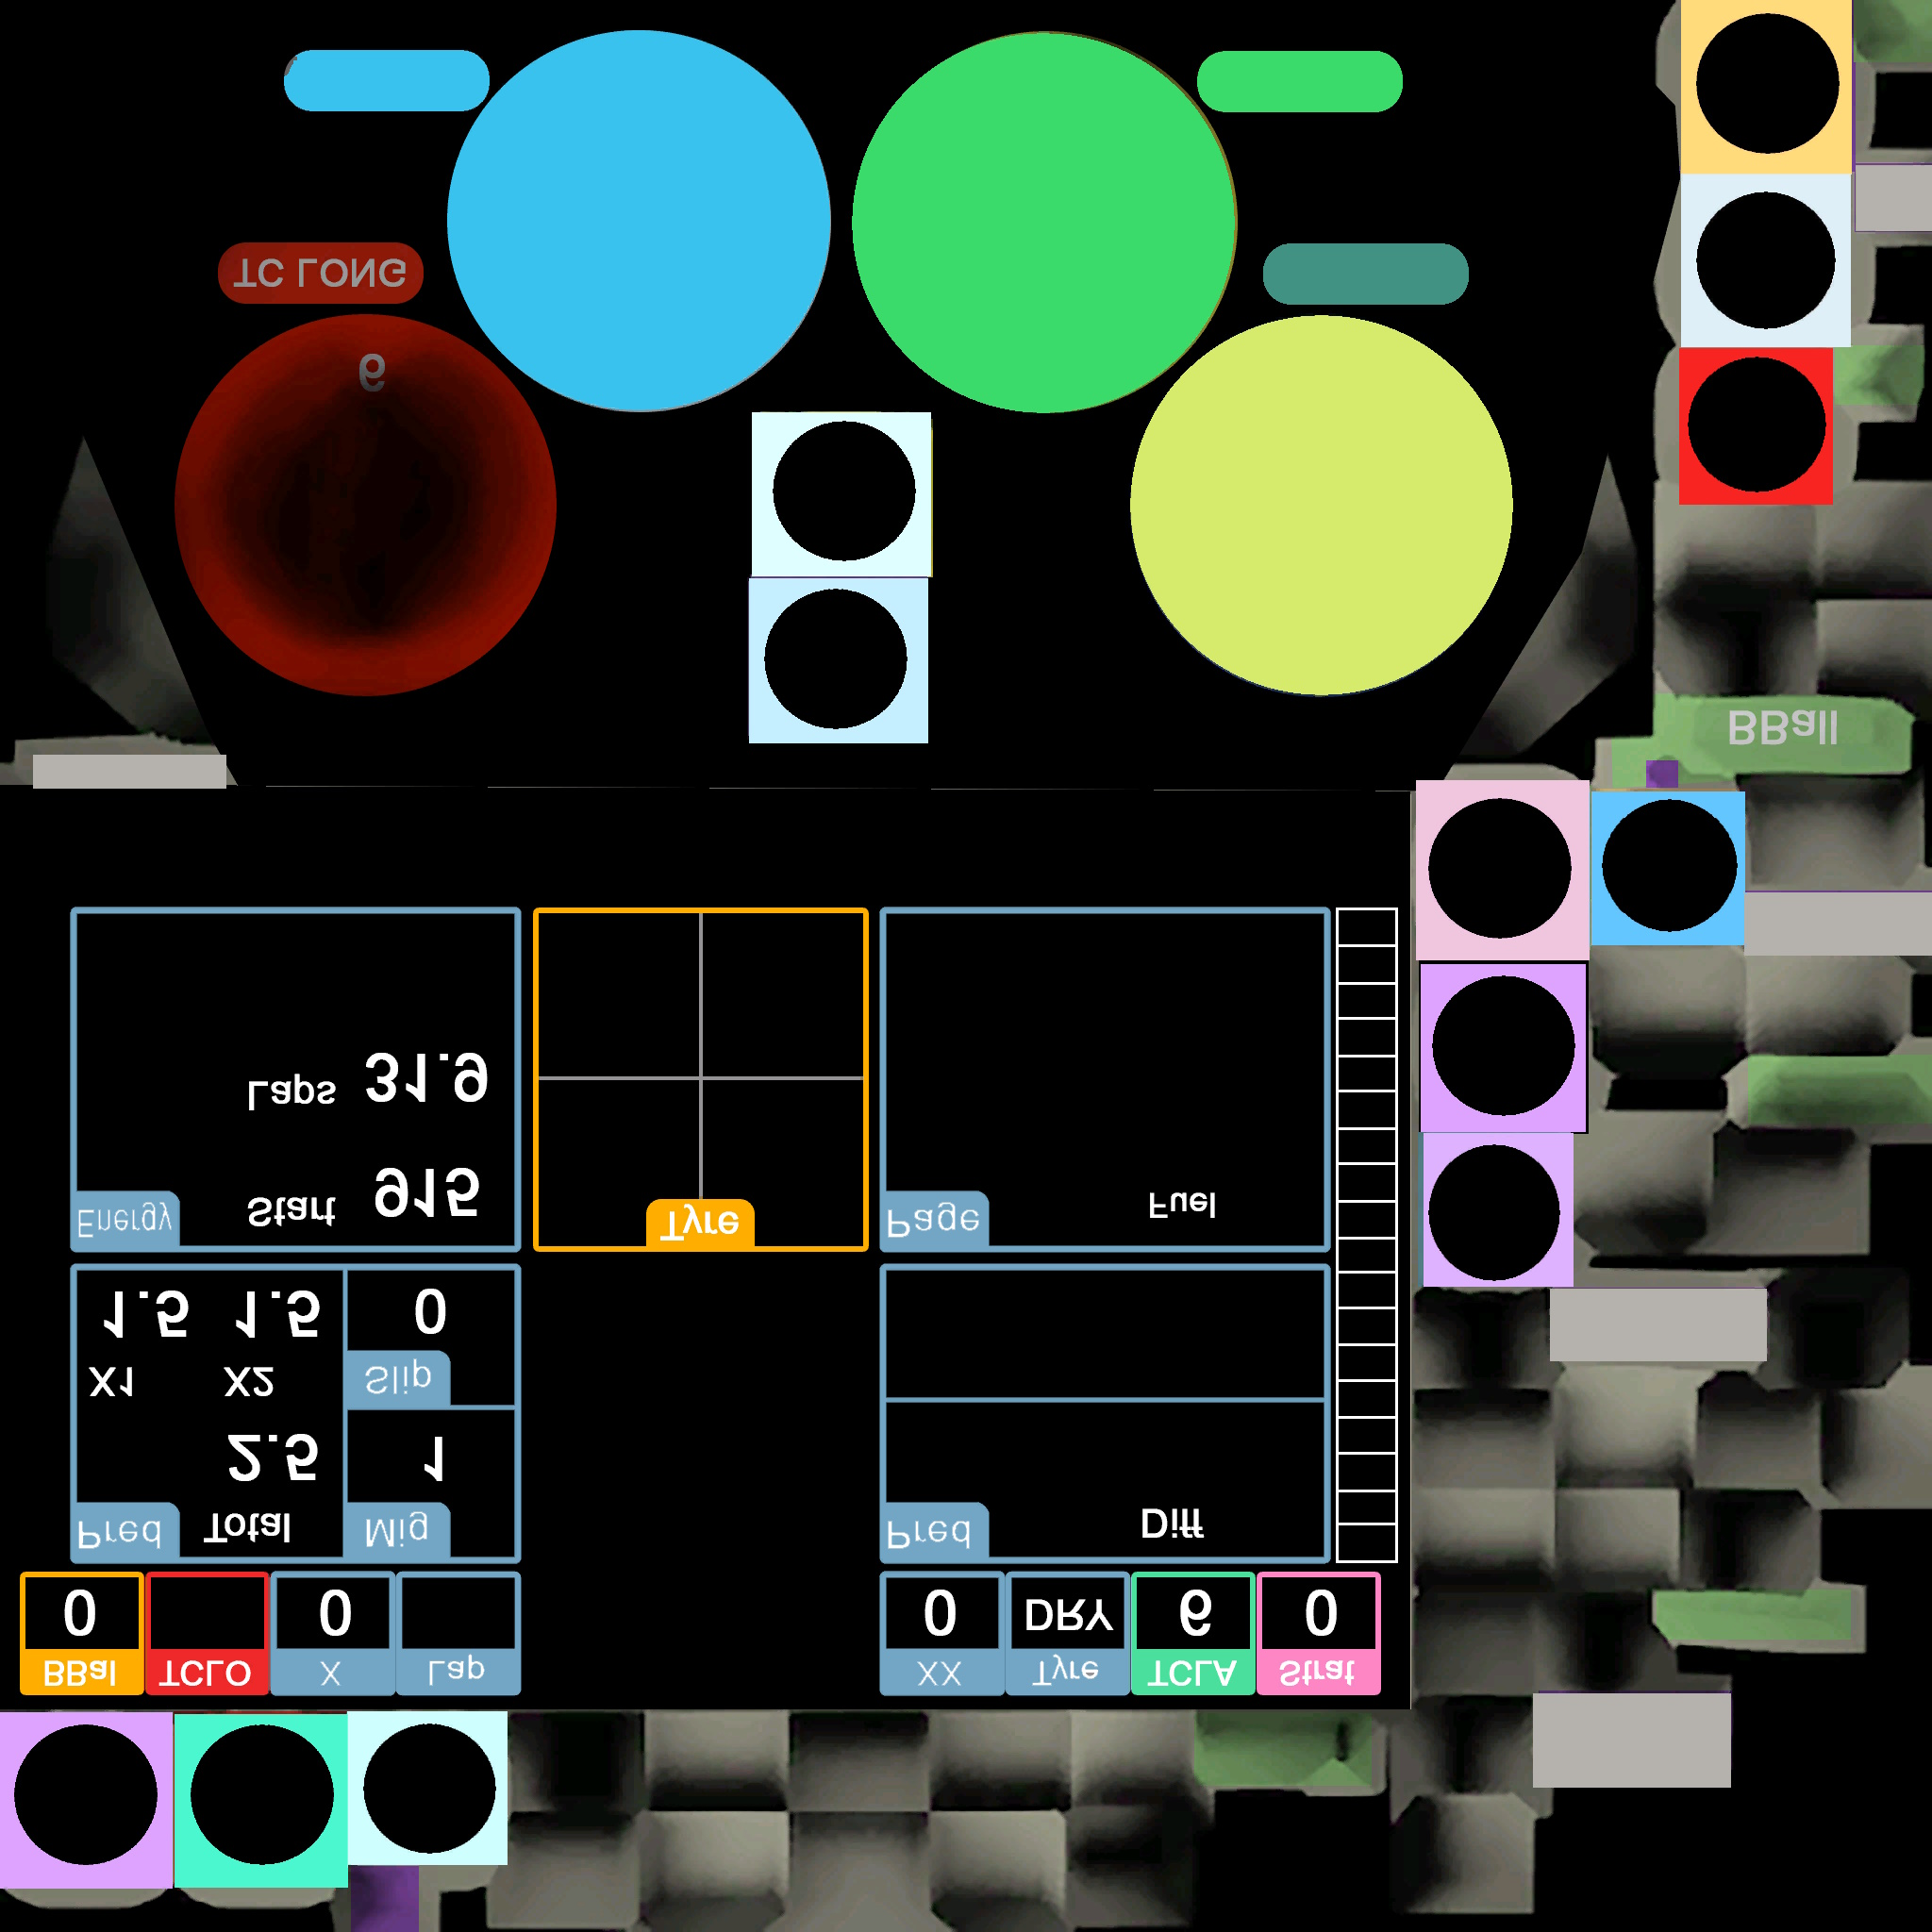 BBal
TCLO
X
Lap
XX
Tyre
TCLA
Strat
0
0
0
DRY
6
0
Pred
Total
2.5
X1
X2
1.5
1.5
Mig
1
Slip
0
Pred
Diff
Energy
Start 915
Laps 31.9
Tyre
Page
Fuel
BBall
6
TC LONG